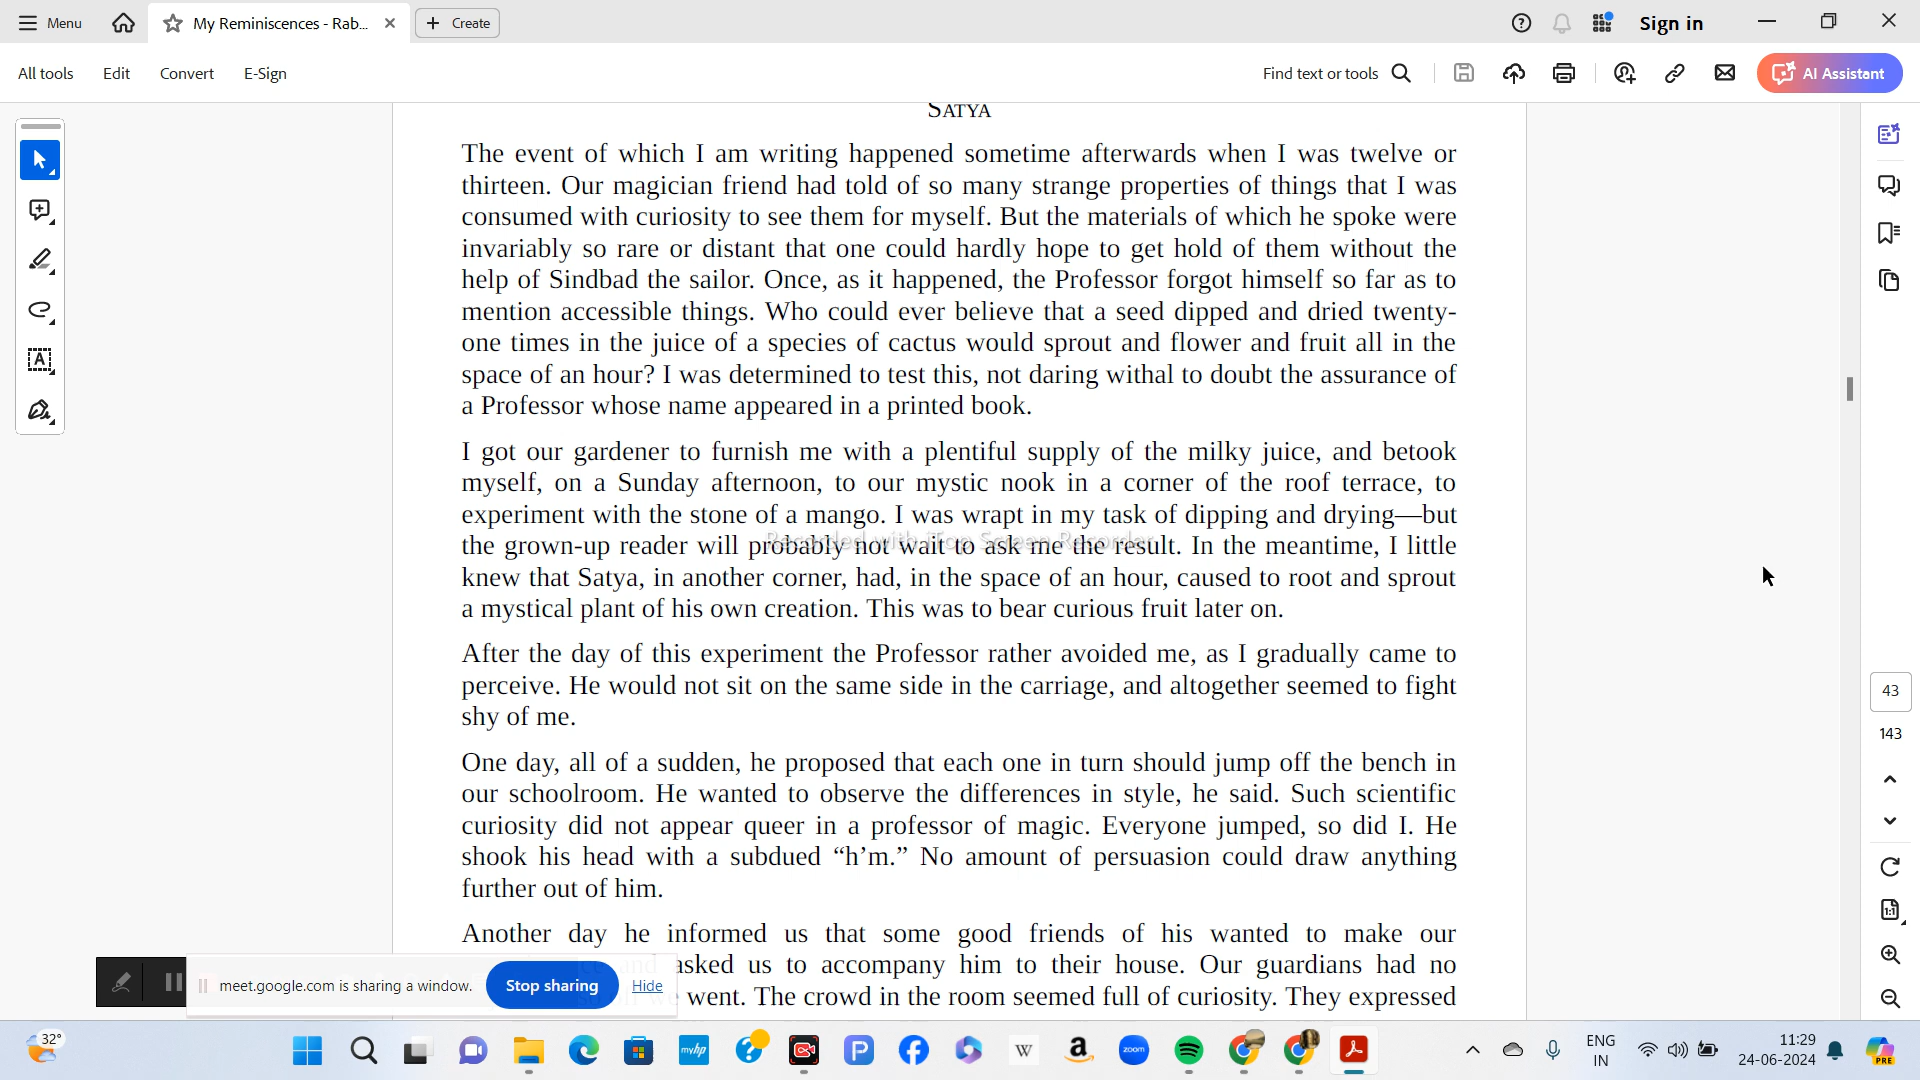 Menu
My Reminiscences - Rab...
Create
Sign in
All tools
Edit
Convert
E-Sign
Find text or tools
AI Assistant
SATYA
The event of which I am writing happened sometime afterwards when I was twelve or
thirteen. Our magician friend had told of so many strange properties of things that I was
consumed with curiosity to see them for myself. But the materials of which he spoke were
invariably so rare or distant that one could hardly hope to get hold of them without the
help of Sindbad the sailor. Once, as it happened, the Professor forgot himself so far as to
mention accessible things. Who could ever believe that a seed dipped and dried twenty-
one times in the juice of a species of cactus would sprout and flower and fruit all in the
space of an hour? I was determined to test this, not daring withal to doubt the assurance of
a Professor whose name appeared in a printed book.
I got our gardener to furnish me with a plentiful supply of the milky juice, and betook
myself, on a Sunday afternoon, to our mystic nook in a corner of the roof terrace, to
experiment with the stone of a mango. I was wrapt in my task of dipping and drying—but
the grown-up reader will probably not wait to ask me the result. In the meantime, I little
Recorded with iTop Screen Recorder
knew that Satya, in another corner, had, in the space of an hour, caused to root and sprout
a mystical plant of his own creation. This was to bear curious fruit later on.
After the day of this experiment the Professor rather avoided me, as I gradually came to
perceive. He would not sit on the same side in the carriage, and altogether seemed to fight
shy of me.
One day, all of a sudden, he proposed that each one in turn should jump off the bench in
our schoolroom. He wanted to observe the differences in style, he said. Such scientific
curiosity did not appear queer in a professor of magic. Everyone jumped, so did I. He
shook his head with a subdued “h’m.” No amount of persuasion could draw anything
further out of him.
Another day he informed us that some good friends of his wanted to make our
asked us to accompany him to their house. Our guardians had no
went. The crowd in the room seemed full of curiosity. They expressed
43
143
meet.google.com is sharing a window.
Stop sharing
Hide
32°
myhp
W
a
zoom
ENG
IN
11:29
24-06-2024
PRE